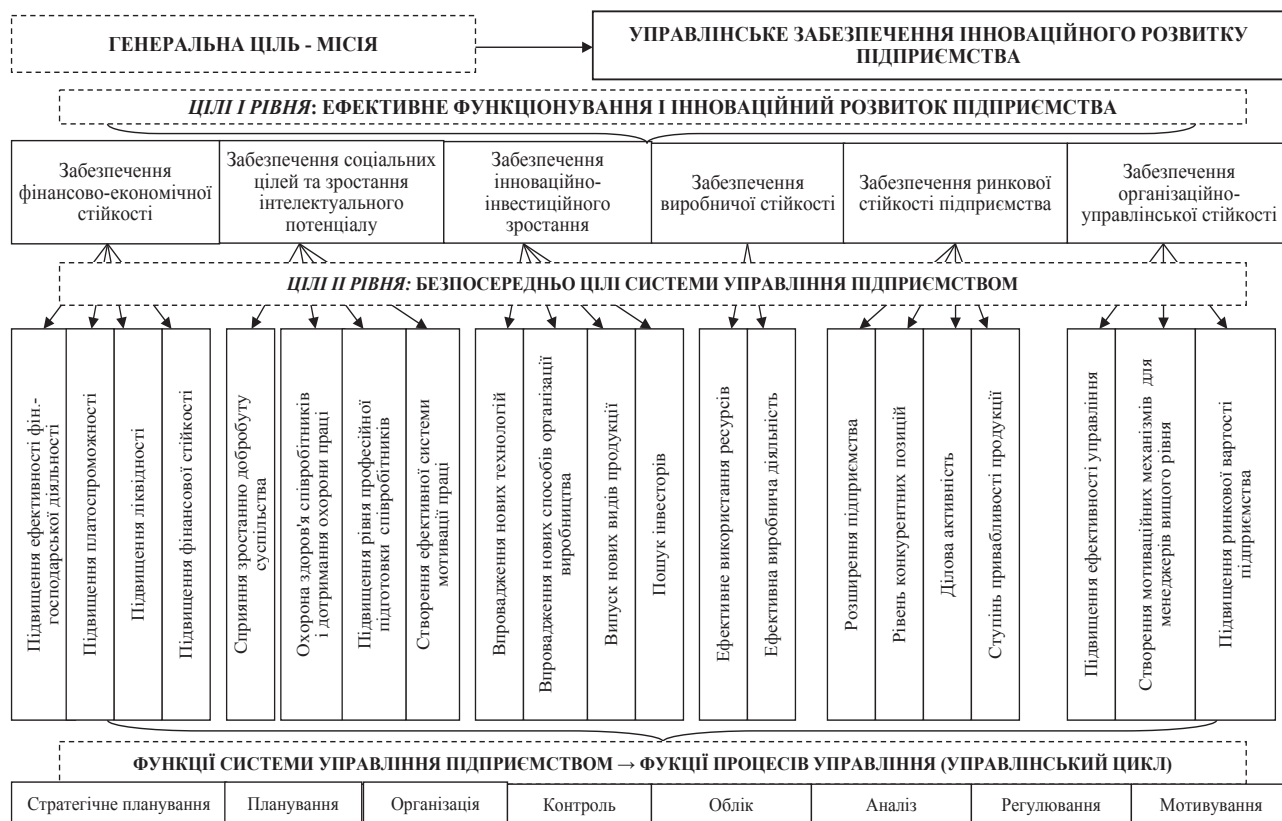 ГЕНЕРАЛЬНА ЦІЛЬ - МІСІЯ
УПРАВЛІНСЬКЕ ЗАБЕЗПЕЧЕННЯ ІННОВАЦІЙНОГО РОЗВИТКУ
ПІДПРИЄМСТВА
ЦІЛІ І РІВНЯ: ЕФЕКТИВНЕ ФУНКЦІОНУВАННЯ І ІННОВАЦІЙНИЙ РОЗВИТОК ПІДПРИЄМСТВА
Забезпечення
фінансово-економічної
стійкості
Забезпечення соціальних
цілей та зростання
інтелектуального
потенціалу
Забезпечення
інноваційно-
інвестиційного
зростання
Забезпечення
виробничої стійкості
Забезпечення ринкової
стійкості підприємства
Забезпечення
організаційно-
управлінської стійкості
ЦІЛІ ІІ РІВНЯ: БЕЗПОСЕРЕДНЬО ЦІЛІ СИСТЕМИ УПРАВЛІННЯ ПІДПРИЄМСТВОМ
Підвищення ефективності фін.-
господарської діяльності
Підвищення платоспроможності
Підвищення ліквідності
Підвищення фінансової стійкості
Сприяння зростанню добробуту
суспільства
Охорона здоров'я співробітників
і дотримання охорони праці
Підвищення рівня професійної
підготовки співробітників
Створення ефективної системи
мотивації праці
Впровадження нових технологій
Впровадження нових способів організації
виробництва
Випуск нових видів продукції
Пошук інвесторів
Ефективне використання ресурсів
Ефективна виробнича діяльність
Розширення підприємства
Рівень конкурентних позицій
Ділова активність
Ступінь привабливості продукції
Підвищення ефективності управління
Створення мотиваційних механізмів для
менеджерів вищого рівня
Підвищення ринкової вартості
підприємства
ФУНКЦІЇ СИСТЕМИ УПРАВЛІННЯ ПІДПРИЄМСТВОМ → ФУКЦІЇ ПРОЦЕСІВ УПРАВЛІННЯ (УПРАВЛІНСЬКИЙ ЦИКЛ)
Стратегічне планування
Планування
Організація
Контроль
Облік
Аналіз
Регулювання
Мотивування